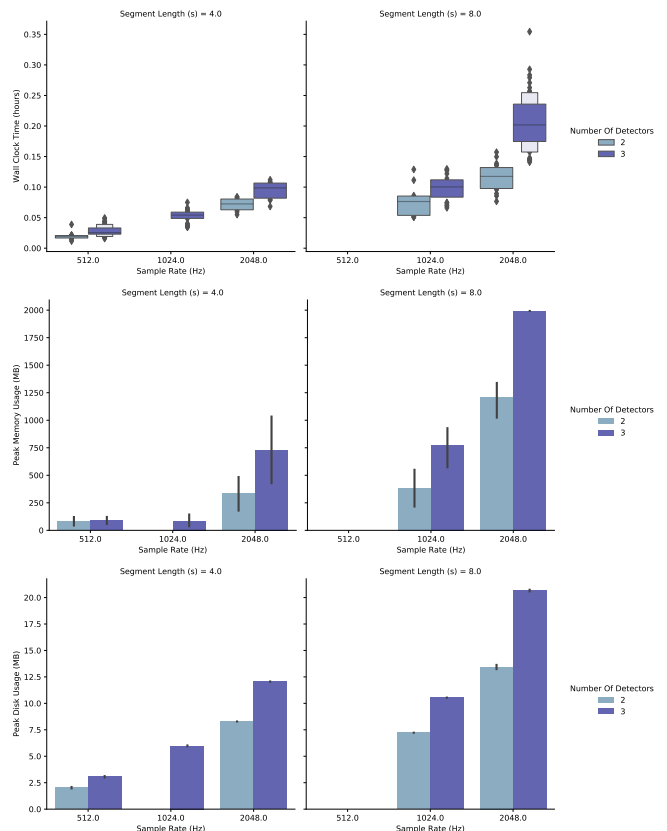 Segment Length (s) = 4.0
Segment Length (s) = 8.0
0.35
0.30
0.25
0.20
0.15
0.10
0.05
0.00
Wall Clock Time (hours)
Number Of Detectors
2
3
512.0 1024.0 2048.0
512.0 1024.0 2048.0
Sample Rate (Hz)
Sample Rate (Hz)
Segment Length (s) = 4.0
Segment Length (s) = 8.0
2000
1750
1500
1250
1000
750
500
250
0
Peak Memory Usage (MB)
Number Of Detectors
2
3
512.0 1024.0 2048.0
512.0 1024.0 2048.0
Sample Rate (Hz)
Sample Rate (Hz)
Segment Length (s) = 4.0
Segment Length (s) = 8.0
20.0
17.5
15.0
12.5
10.0
7.5
5.0
2.5
0.0
Peak Disk Usage (MB)
Number Of Detectors
2
3
512.0 1024.0 2048.0
512.0 1024.0 2048.0
Sample Rate (Hz)
Sample Rate (Hz)